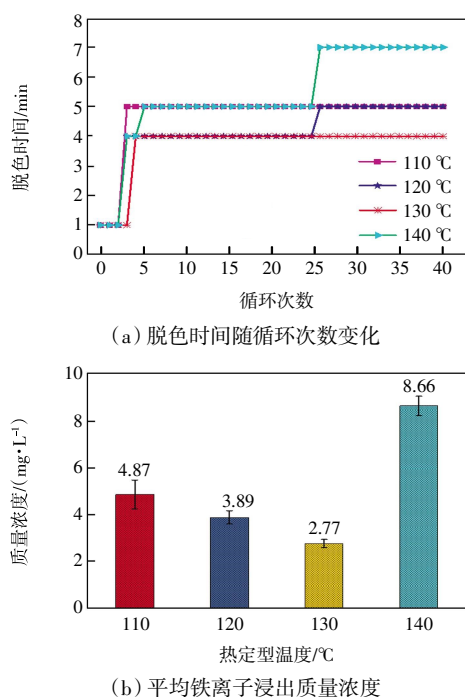 8
7
6
5
4
3
2
1
0
脱色时间/min
110 ℃
120 ℃
130 ℃
140 ℃
0 5 10 15 20 25 30 35 40
循环次数
(a) 脱色时间随循环次数变化
10
8
6
4
2
0
质量浓度/(mg·L⁻¹)
4.87
3.89
2.77
8.66
110 120 130 140
热定型温度/℃
(b) 平均铁离子浸出质量浓度